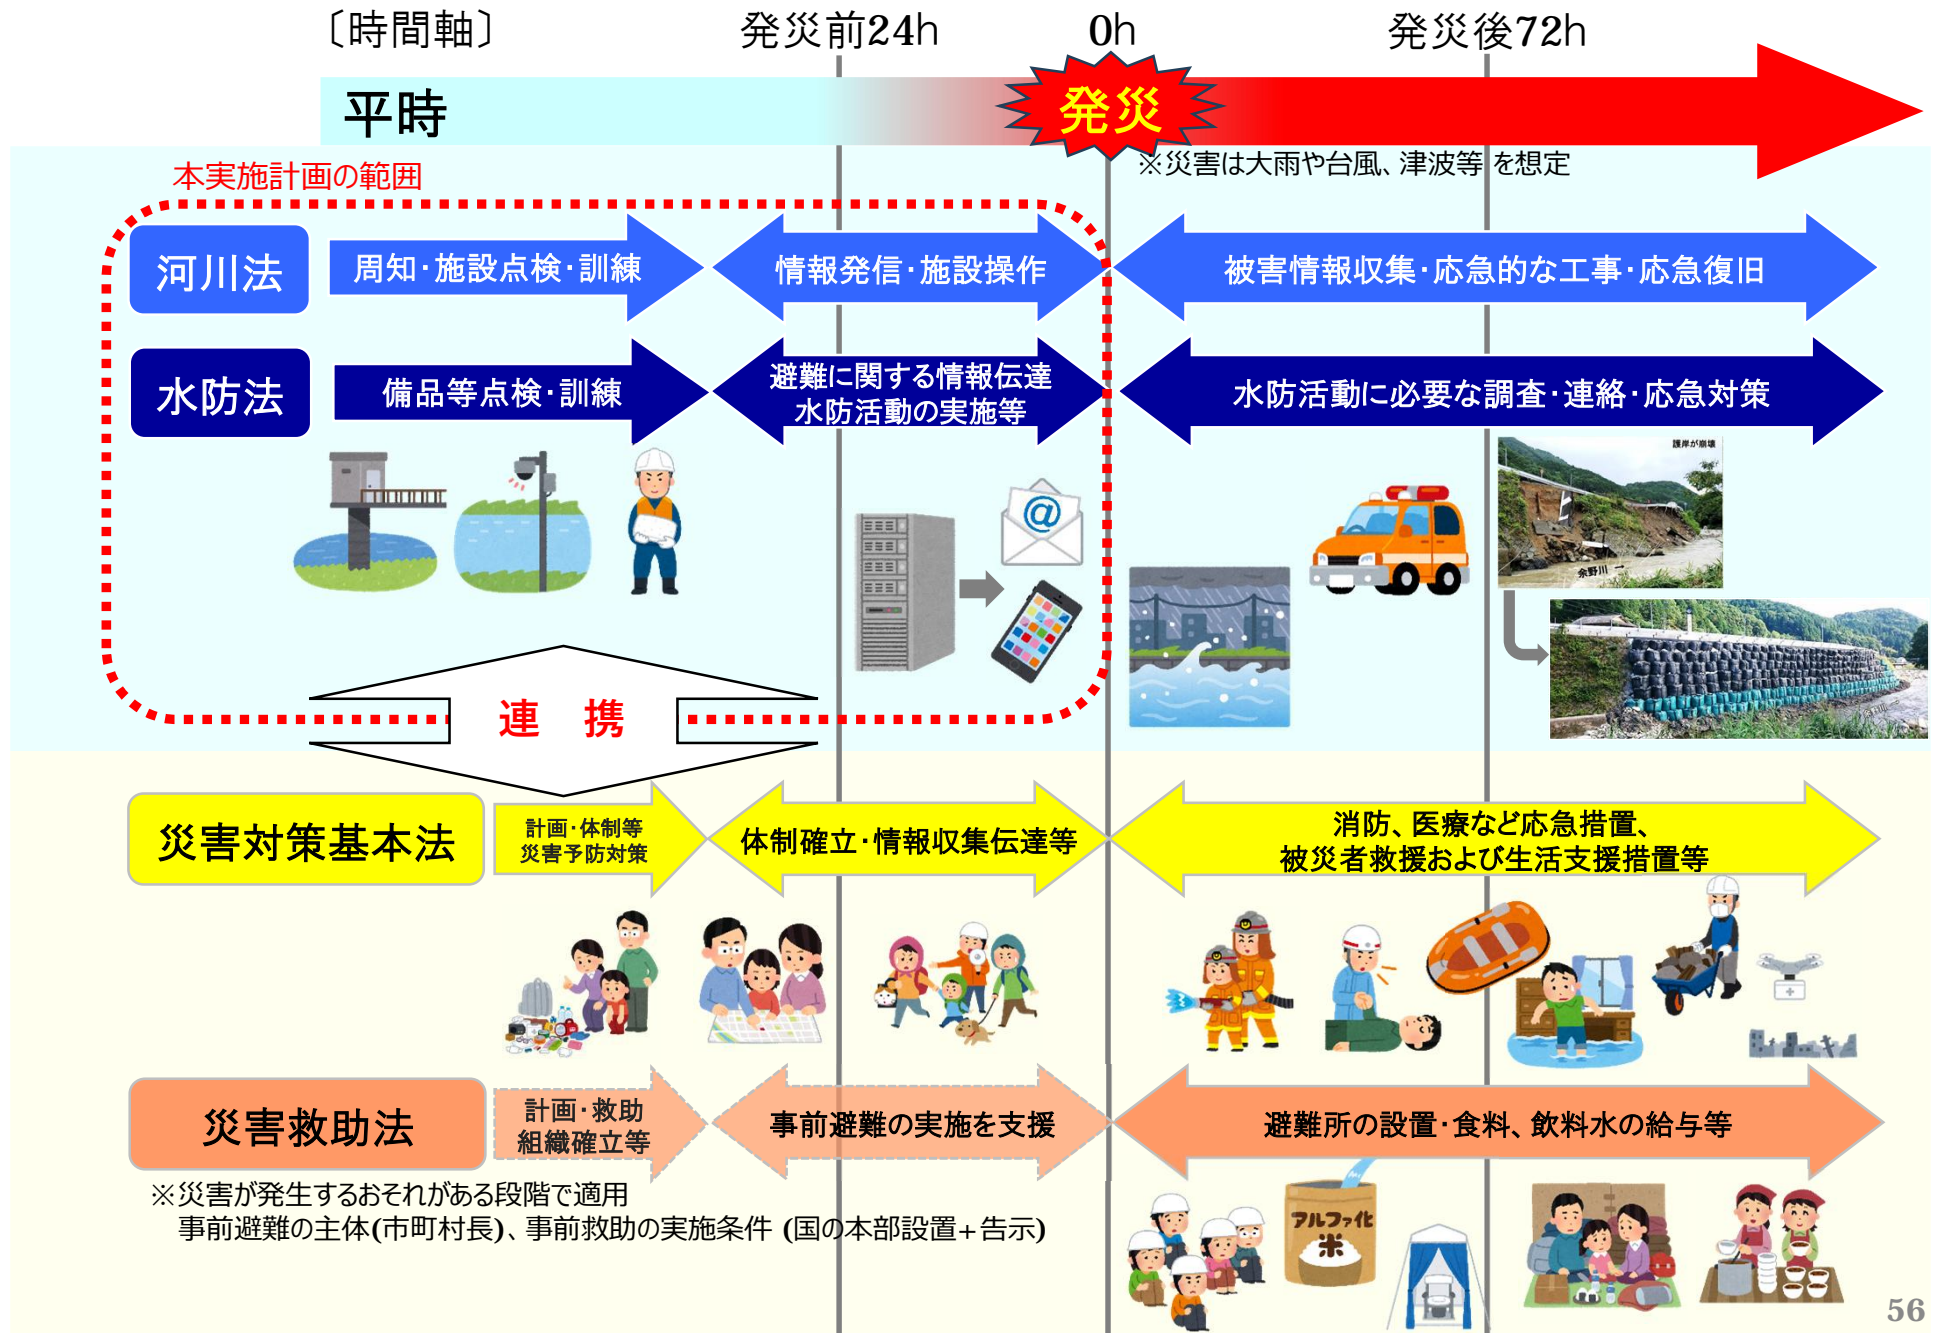 〔時間軸〕
発災前24h
0h
発災後72h
平時
発災
※災害は大雨や台風、津波等を想定
本実施計画の範囲
河川法
周知・施設点検・訓練
情報発信・施設操作
被害情報収集・応急的な工事・応急復旧
水防法
備品等点検・訓練
避難に関する情報伝達
水防活動の実施等
水防活動に必要な調査・連絡・応急対策
護岸が崩壊
余野川 →
@
連 携
災害対策基本法
計画・体制等
災害予防対策
体制確立・情報収集伝達等
消防、医療など応急措置、
被災者救援および生活支援措置等
災害救助法
計画・救助
組織確立等
事前避難の実施を支援
避難所の設置・食料、飲料水の給与等
※災害が発生するおそれがある段階で適用
事前避難の主体(市町村長)、事前救助の実施条件 (国の本部設置+告示)
アルファ化
米
56